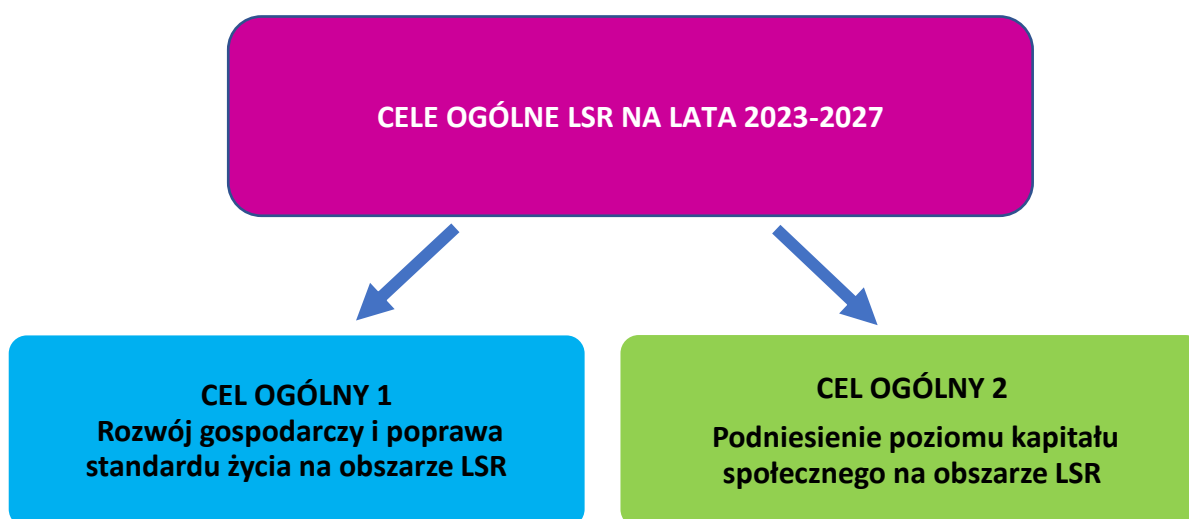 CELE OGÓLNE LSR NA LATA 2023-2027
CEL OGÓLNY 1
Rozwój gospodarczy i poprawa
standardu życia na obszarze LSR
CEL OGÓLNY 2
Podniesienie poziomu kapitału
społecznego na obszarze LSR